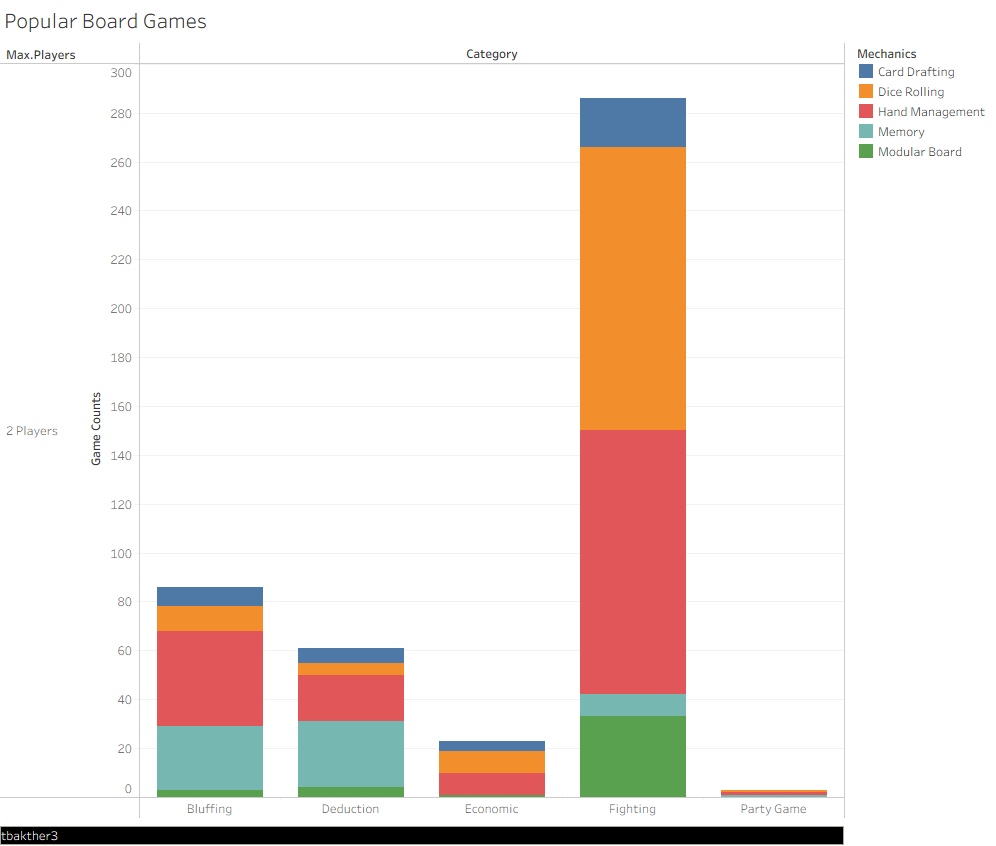 Popular Board Games
Max.Players
Category
Mechanics
Card Drafting
Dice Rolling
Hand Management
Memory
Modular Board
2 Players
Game Counts
300
280
260
240
220
200
180
160
140
120
100
80
60
40
20
0
Bluffing
Deduction
Economic
Fighting
Party Game
tbakther3